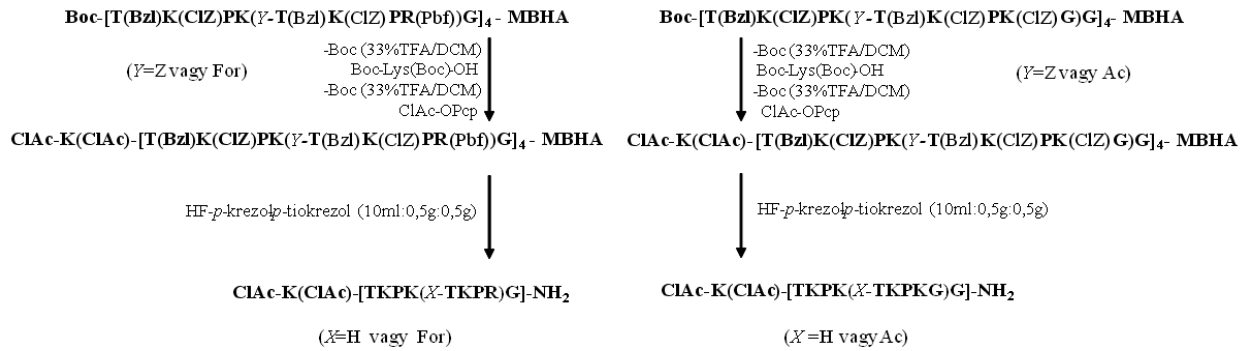 Boc-[T(Bzl)K(ClZ)PK(Y-T(Bzl)K(ClZ)PR(Pbf))G]4- MBHA
(Y=Z vagy For)
-Boc (33%TFA/DCM)
Boc-Lys(Boc)-OH
-Boc (33%TFA/DCM)
ClAc-OPcp
ClAc-K(ClAc)-[T(Bzl)K(ClZ)PK(Y-T(Bzl)K(ClZ)PR(Pbf))G]4- MBHA
HF-p-krezol-p-tiokrezol (10ml:0,5g:0,5g)
ClAc-K(ClAc)-[TKPK(X-TKPR)G]-NH2
(X=H vagy For)
Boc-[T(Bzl)K(ClZ)PK(Y-T(Bzl)K(ClZ)PK(ClZ)G)G]4- MBHA
-Boc (33%TFA/DCM)
Boc-Lys(Boc)-OH
-Boc (33%TFA/DCM)
ClAc-OPcp
(Y=Z vagy Ac)
ClAc-K(ClAc)-[T(Bzl)K(ClZ)PK(Y-T(Bzl)K(ClZ)PK(ClZ)G)G]4- MBHA
HF-p-krezol-p-tiokrezol (10ml:0,5g:0,5g)
ClAc-K(ClAc)-[TKPK(X-TKPKG)G]-NH2
(X=H vagy Ac)